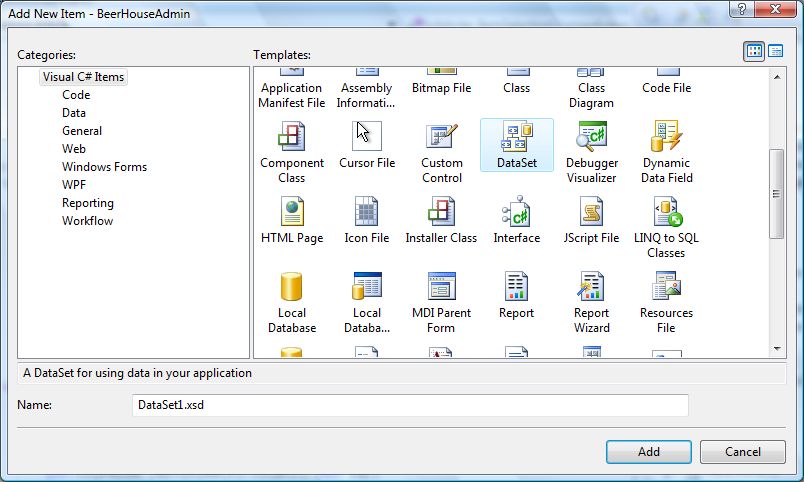 Add New Item - BeerHouseAdmin
Categories:
Templates:
Visual C# Items
Code
Data
General
Web
Windows Forms
WPF
Reporting
Workflow
Application
Manifest File
Assembly
Informati...
Bitmap File
Class
Class
Diagram
Code File
Component
Class
Cursor File
Custom
Control
DataSet
Debugger
Visualizer
Dynamic
Data Field
HTML Page
Icon File
Installer Class
Interface
JScript File
LINQ to SQL
Classes
Local
Database
Local
Databa...
MDI Parent
Form
Report
Report
Wizard
Resources
File
A DataSet for using data in your application
Name:
DataSet1.xsd
Add
Cancel